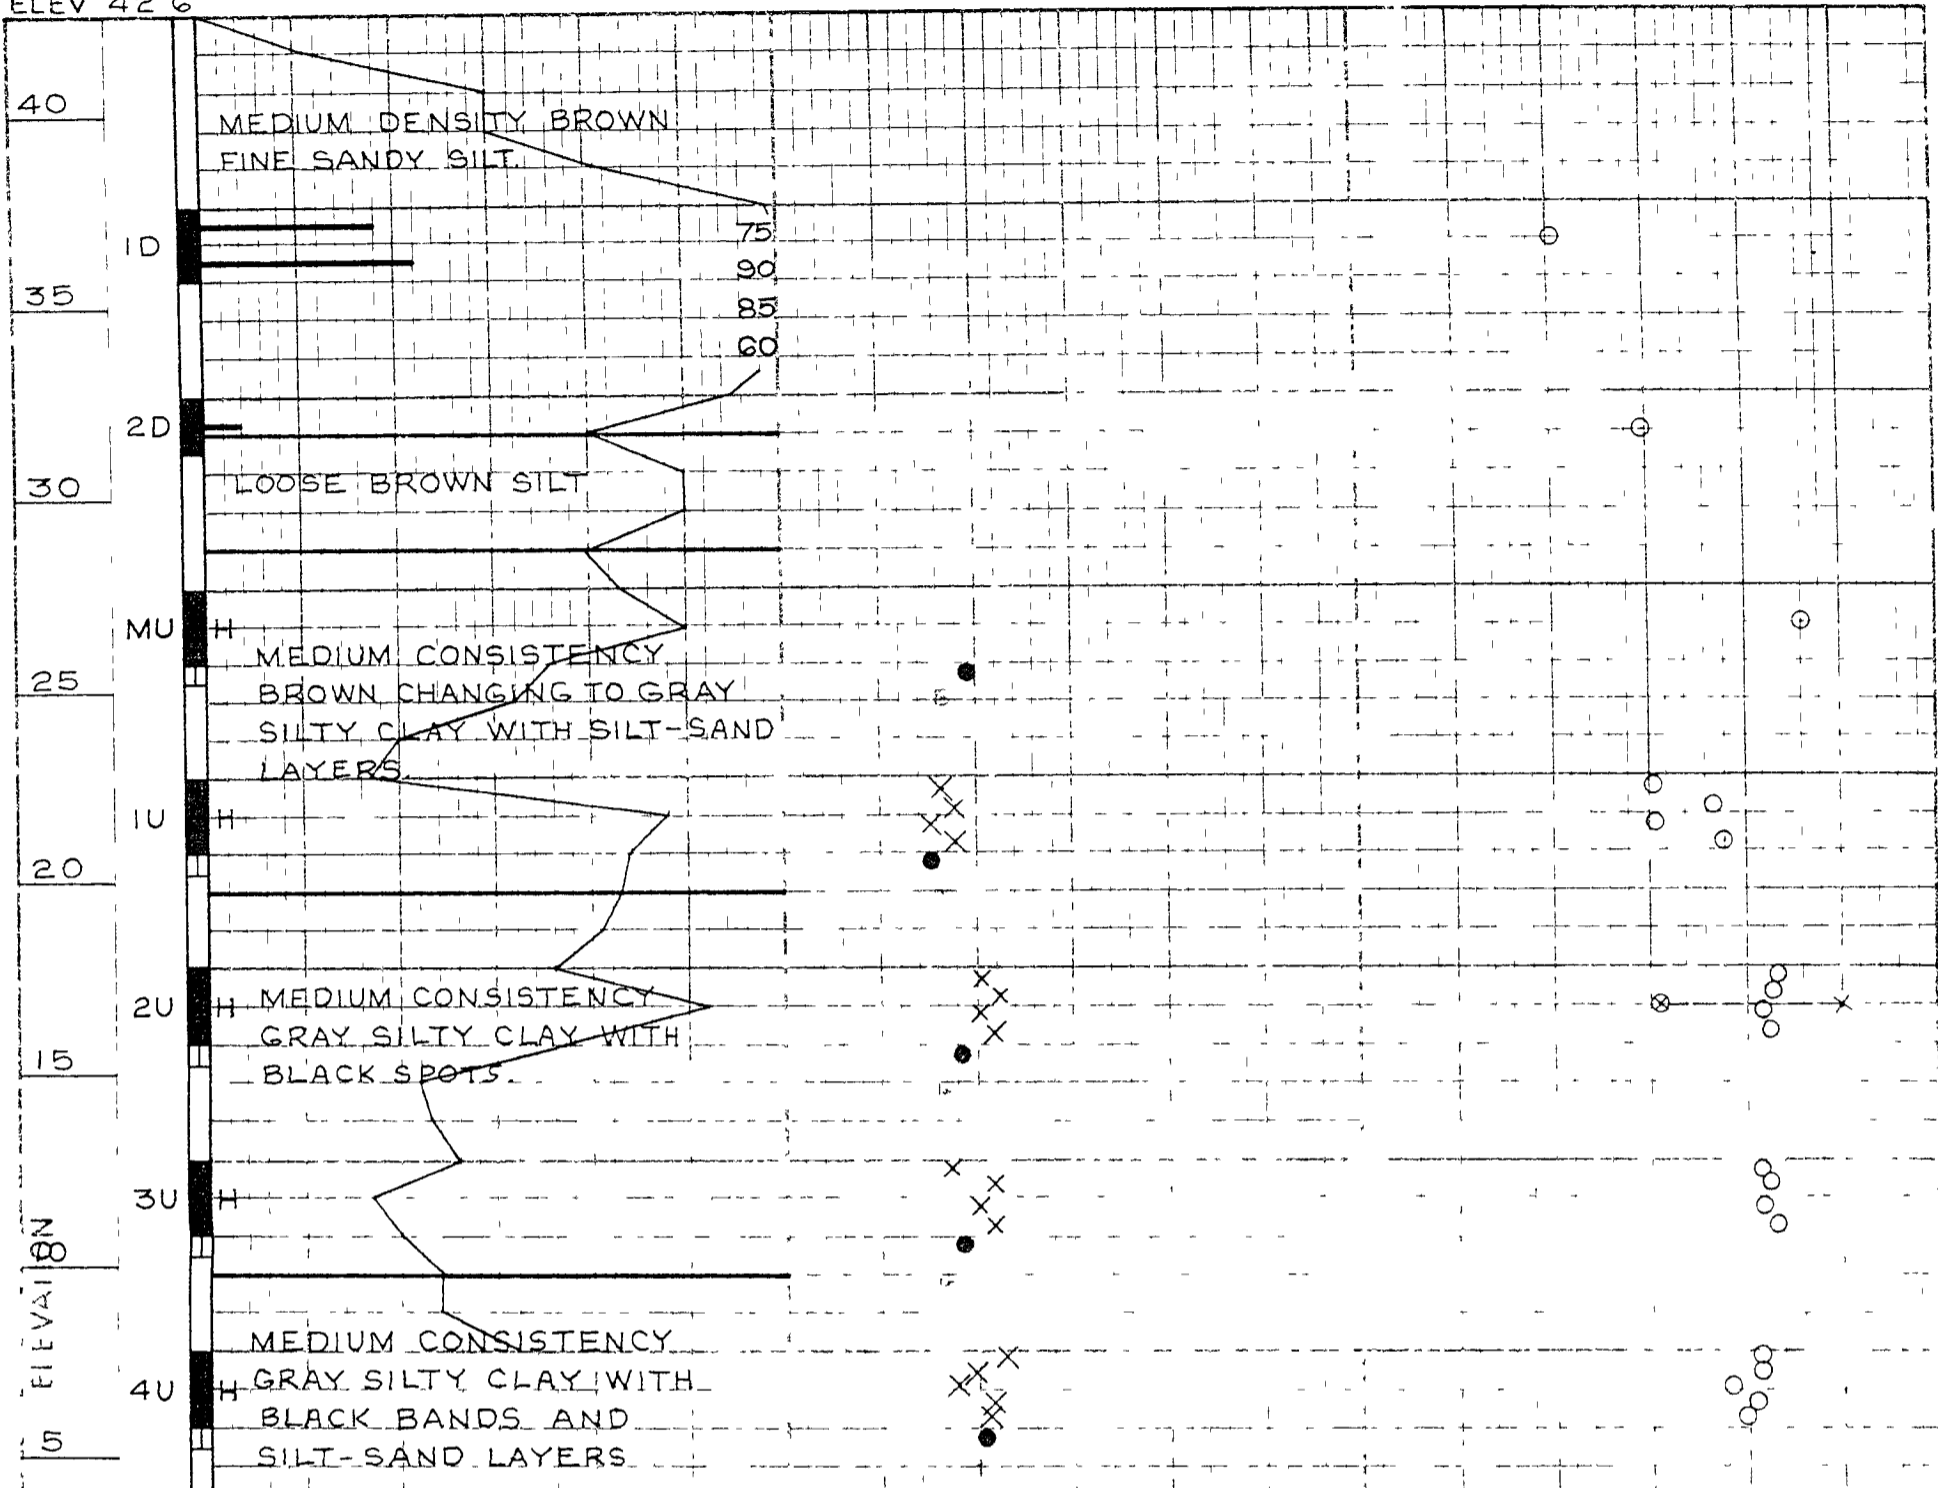 ELEV 42 6
40
MEDIUM DENSITY BROWN
FINE SANDY SILT.
1D
75
90
35
85
60
2D
30
LOOSE BROWN SILT
MU H
MEDIUM CONSISTENCY
25
BROWN CHANGING TO GRAY
SILTY CLAY WITH SILT-SAND
LAYERS.
1U H
20
2U H
MEDIUM CONSISTENCY
GRAY SILTY CLAY WITH
15
BLACK SPOTS.
3U H
ELEVATION
MEDIUM CONSISTENCY
4U H
GRAY SILTY CLAY WITH
BLACK BANDS AND
5
SILT-SAND LAYERS